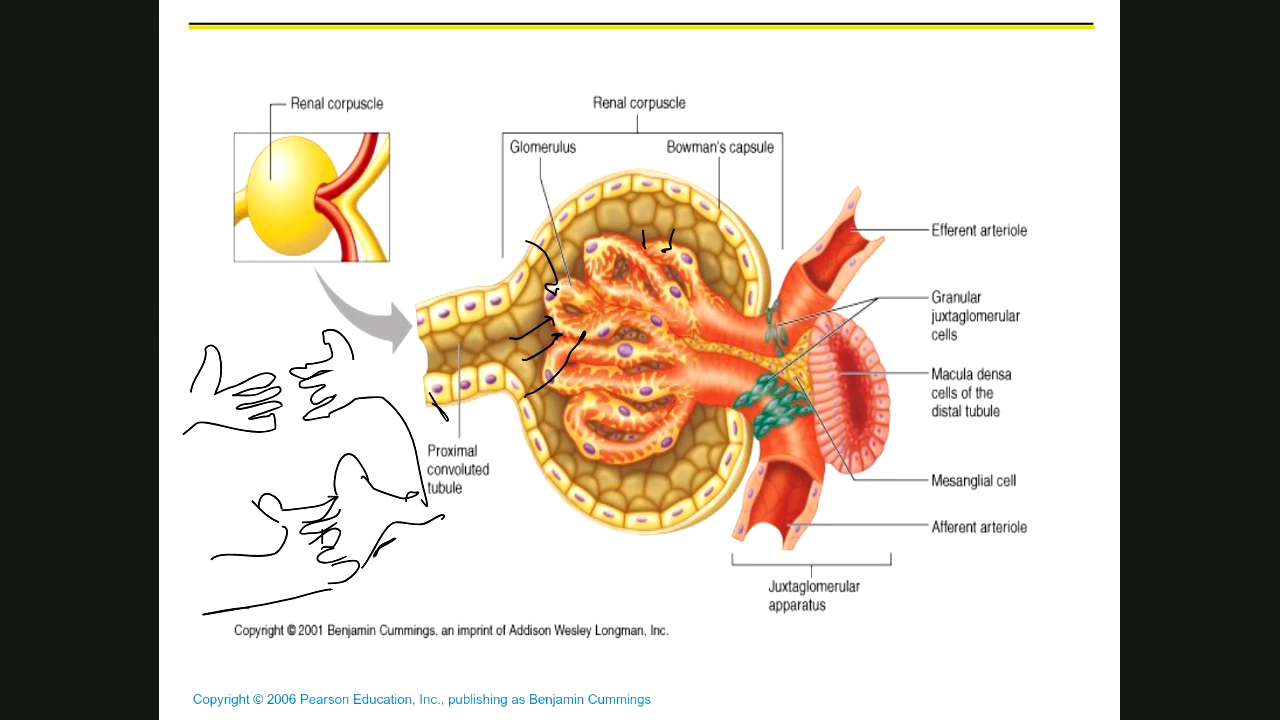 Renal corpuscle
Renal corpuscle
Glomerulus
Bowman's capsule
Efferent arteriole
Granular
juxtaglomerular
cells
Macula densa
cells of the
distal tubule
Proximal
convoluted
tubule
Mesanglial cell
Afferent arteriole
Juxtaglomerular
apparatus
Copyright © 2001 Benjamin Cummings, an imprint of Addison Wesley Longman, Inc.
Copyright © 2006 Pearson Education, Inc., publishing as Benjamin Cummings